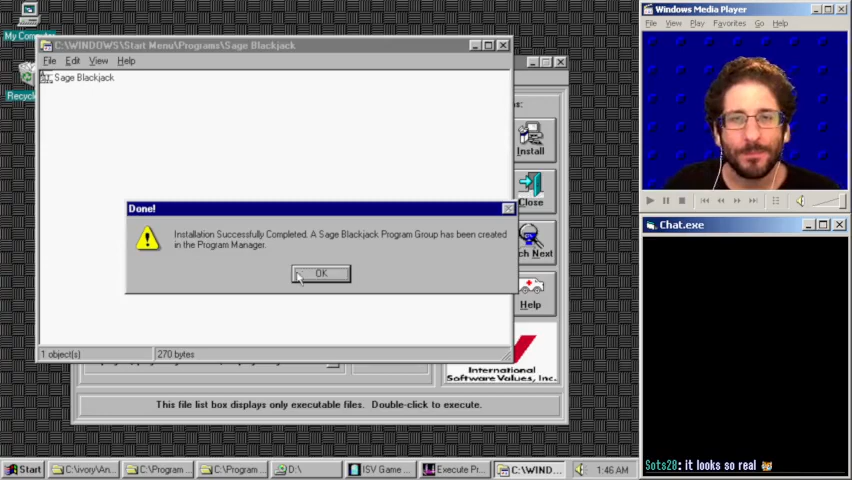 My Computer
C:\WINDOWS\Start Menu\Programs\Sage Blackjack
File Edit View Help
Sage Blackjack
Install
Close
Help
Done!
Installation Successfully Completed. A Sage Blackjack Program Group has been created
in the Program Manager.
OK
1 object(s)
270 bytes
International
Software Values, Inc.
This file list box displays only executable files. Double-click to execute.
Start
C:\ivory\An...
C:\Program ...
C:\Program ...
D:\
ISV Game ...
Execute Pr...
C:\WIND...
1:46 AM
Windows Media Player
File View Play Favorites Go Help
Chat.exe
Sots28: it looks so real